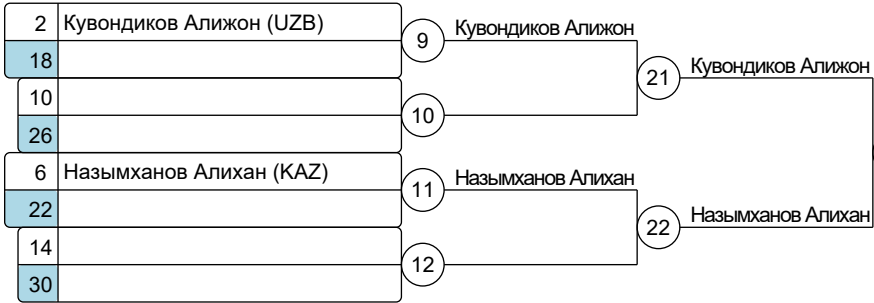 2 Кувондиков Алижон (UZB)
18
9 Кувондиков Алижон
10
26
10
21 Кувондиков Алижон
6 Назымханов Алихан (KAZ)
22
11 Назымханов Алихан
14
30
12
22 Назымханов Алихан